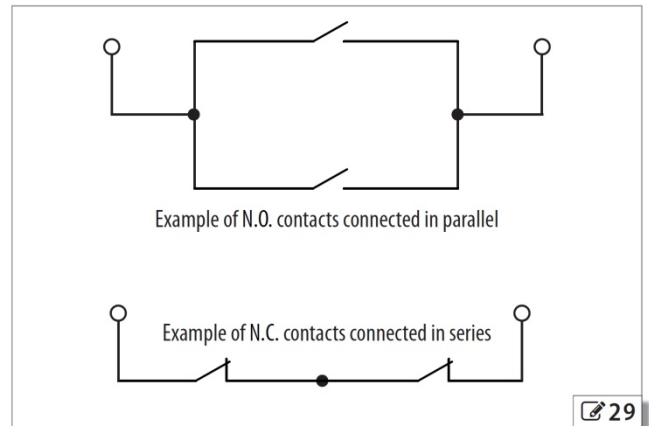 Example of N.O. contacts connected in parallel
Example of N.C. contacts connected in series
29